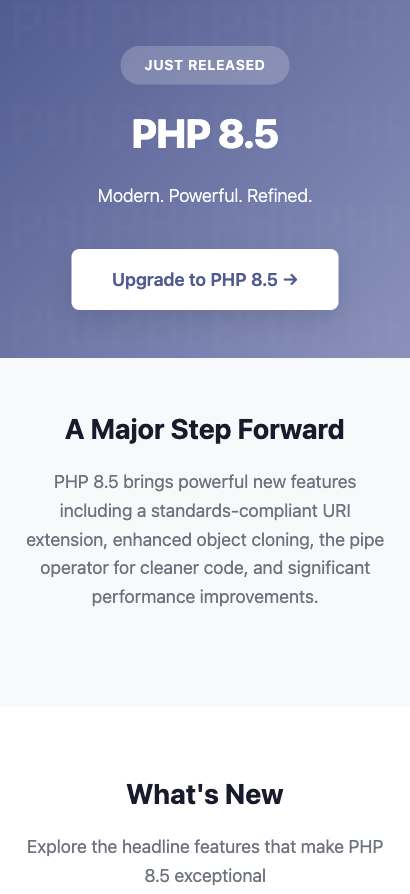 JUST RELEASED
PHP 8.5
Modern. Powerful. Refined.
Upgrade to PHP 8.5 →
A Major Step Forward
PHP 8.5 brings powerful new features
including a standards-compliant URI
extension, enhanced object cloning, the pipe
operator for cleaner code, and significant
performance improvements.
What's New
Explore the headline features that make PHP
8.5 exceptional